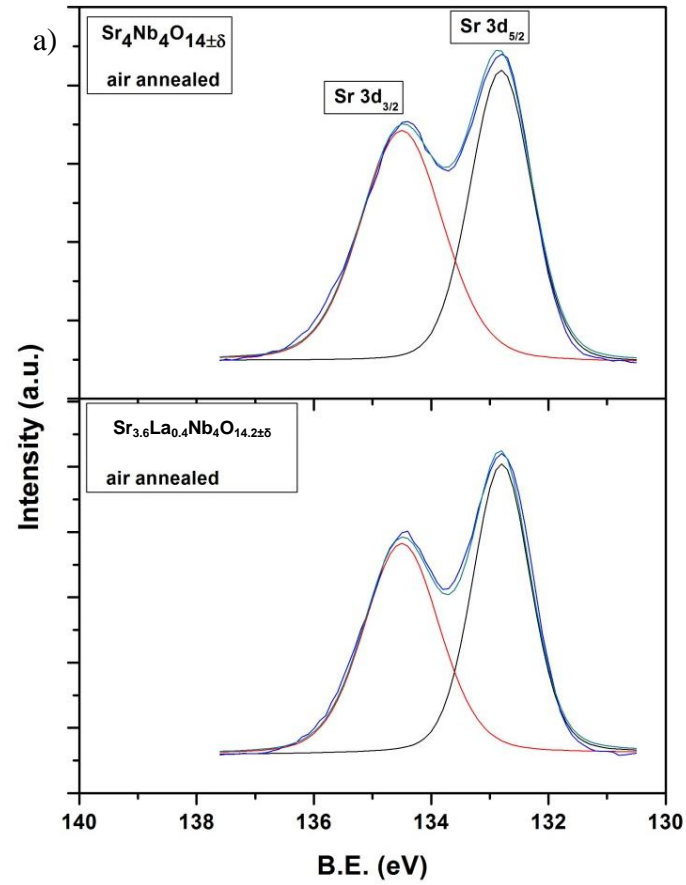 a)
Sr₄Nb₄O₁₄±δ
air annealed
Sr 3d₅/₂
Sr 3d₃/₂
Sr₃.₆La₀.₄Nb₄O₁₄.₂±δ
air annealed
Intensity (a.u.)
140 138 136 134 132 130
B.E. (eV)